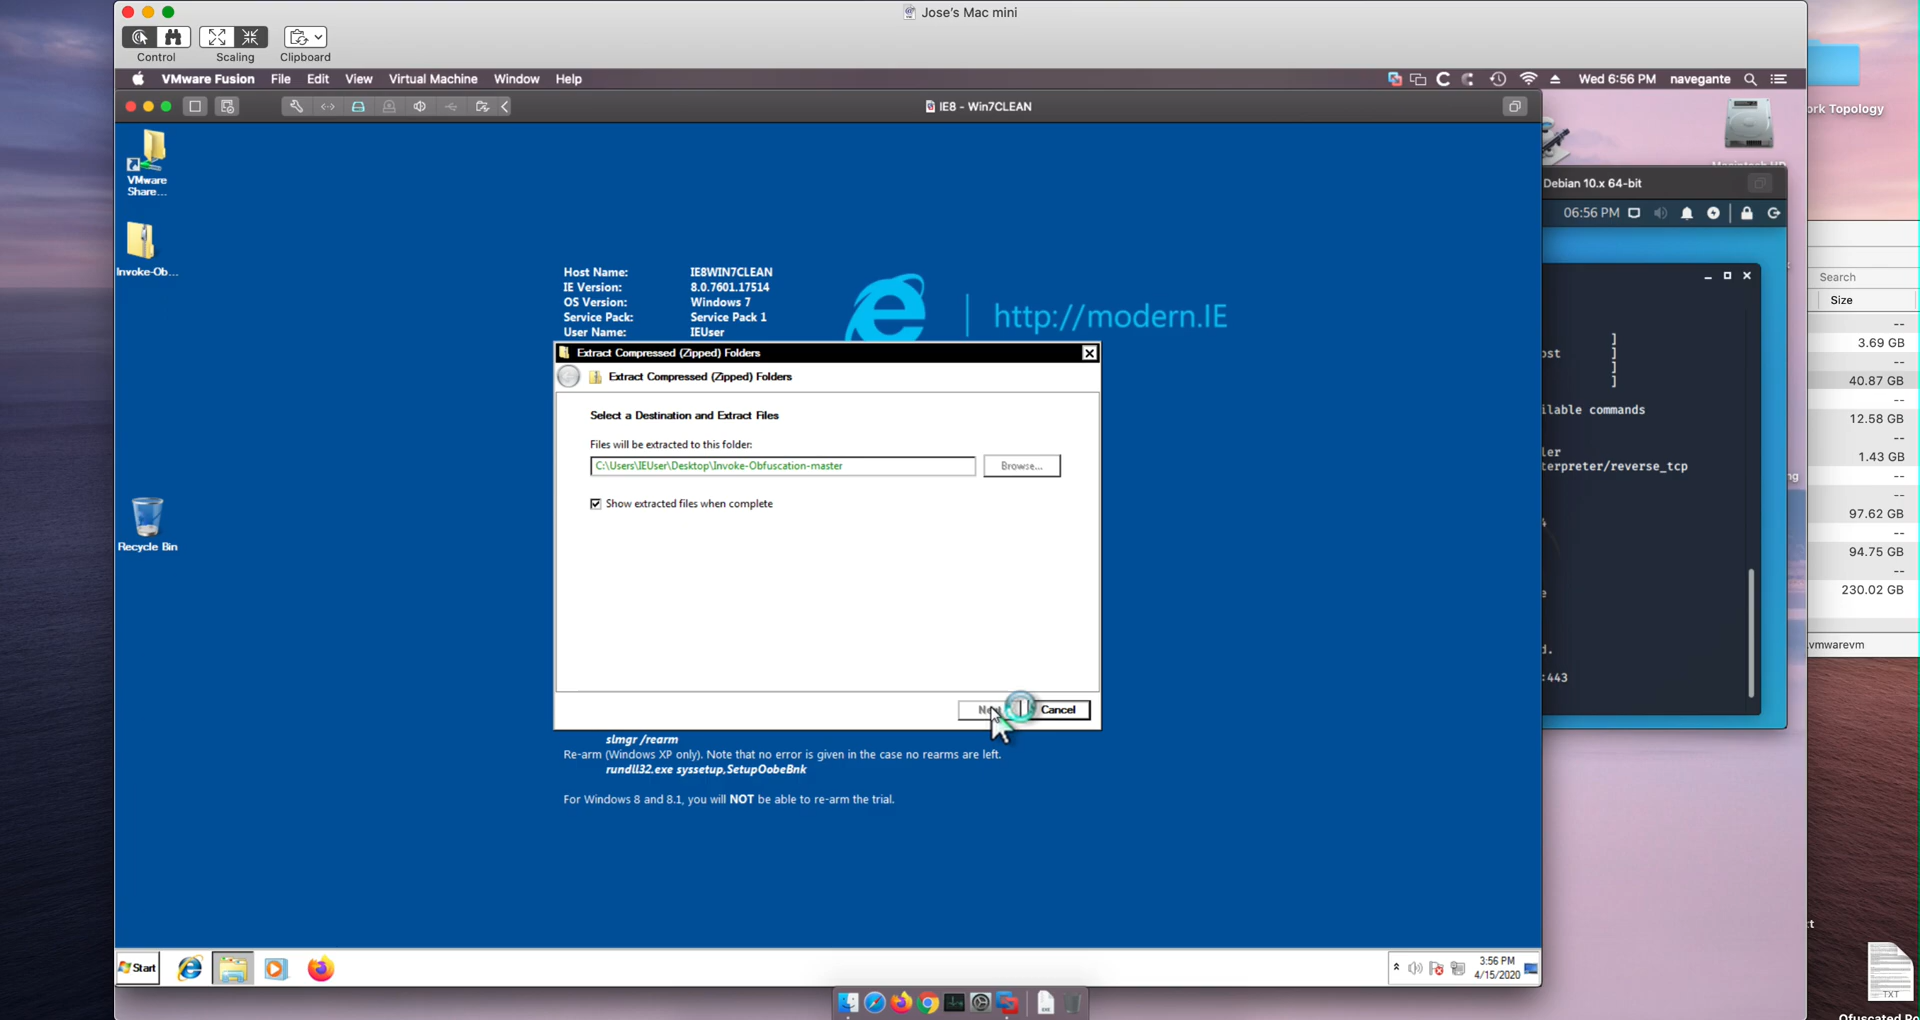 Jose's Mac mini
Control
Scaling
Clipboard
VMware Fusion File Edit View Virtual Machine Window Help
Wed 6:56 PM navegante
IE8 - Win7CLEAN
ork Topology
VMware
Share...
Invoke-Ob...
Recycle Bin
Host Name: IE8WIN7CLEAN
IE Version: 8.0.7601.17514
OS Version: Windows 7
Service Pack: Service Pack 1
User Name: IEUser
http://modern.IE
Extract Compressed (Zipped) Folders
Extract Compressed (Zipped) Folders
Select a Destination and Extract Files
Files will be extracted to this folder:
C:\Users\IEUser\Desktop\Invoke-Obfuscation-master
Browse...
Show extracted files when complete
Cancel
slmgr /rearm
Re-arm (Windows XP only). Note that no error is given in the case no rearms are left.
rundll32.exe syssetup,SetupOobeBnk
For Windows 8 and 8.1, you will NOT be able to re-arm the trial.
Start
3:56 PM
4/15/2020
Debian 10.x 64-bit
06:56 PM
]
ost ]
]
]
ilable commands
ler
terpreter/reverse_tcp
e
d.
:443
ng
Search
Size
--
3.69 GB
--
40.87 GB
--
12.58 GB
--
1.43 GB
--
--
97.62 GB
--
94.75 GB
--
230.02 GB
.vmwarevm
xt
TXT
Ofuscated Po